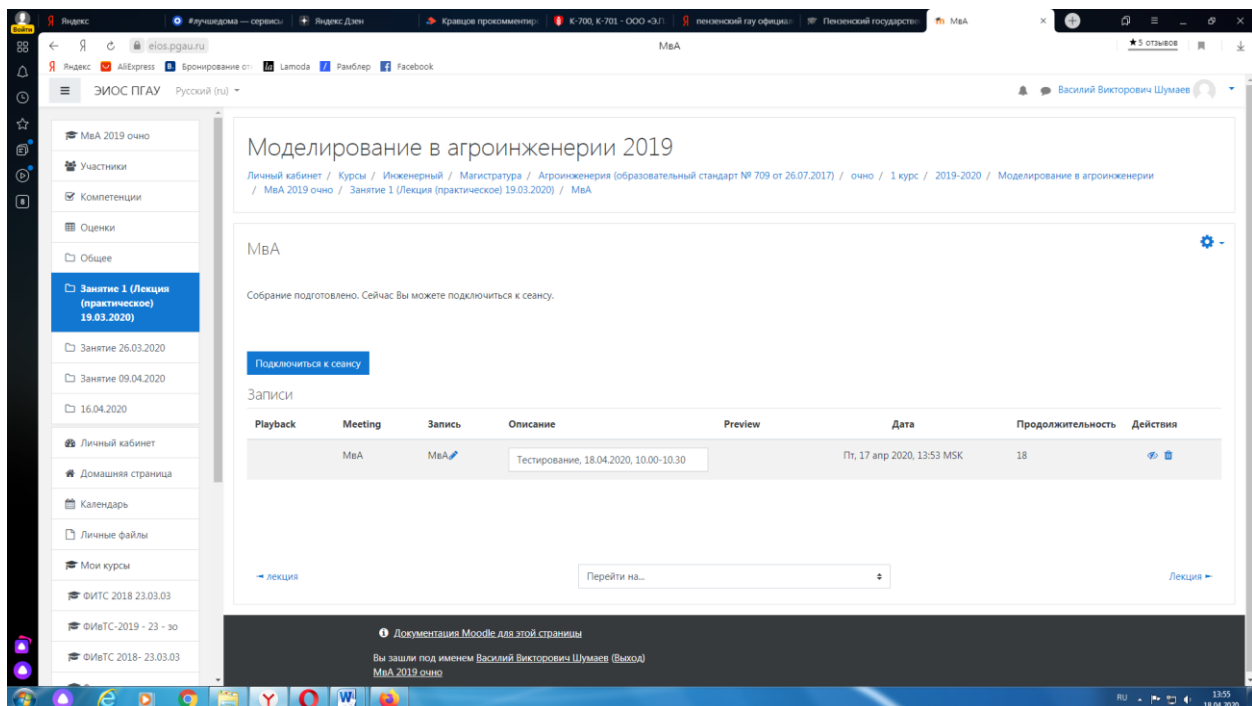 Яндекс
#лучшедома — сервисы
Яндекс Дзен
Кравцов прокомментир
К-700, К-701 - ООО «Э.Л
пензенский гау официал
Пензенский государстве
МвА
Войти
eios.pgau.ru
МвА
★5 отзывов
Яндекс
AliExpress
Бронирование от
Lamoda
Рамблер
Facebook
ЭИОС ПГАУ
Русский (ru)
Василий Викторович Шумаев
МвА 2019 очно
Участники
Компетенции
Оценки
Общее
Занятие 1 (Лекция
(практическое)
19.03.2020)
Занятие 26.03.2020
Занятие 09.04.2020
16.04.2020
Личный кабинет
Домашняя страница
Календарь
Личные файлы
Мои курсы
ФИТС 2018 23.03.03
ФИвТС-2019 - 23 - зо
ФИвТС 2018- 23.03.03
Моделирование в агроинженерии 2019
Личный кабинет / Курсы / Инженерный / Магистратура / Агроинженерия (образовательный стандарт № 709 от 26.07.2017) / очно / 1 курс / 2019-2020 / Моделирование в агроинженерии
/ МвА 2019 очно / Занятие 1 (Лекция (практическое) 19.03.2020) / МвА
МвА
Собрание подготовлено. Сейчас Вы можете подключиться к сеансу.
Подключиться к сеансу
Записи
Playback Meeting Запись Описание Preview Дата Продолжительность Действия
МвА МвА Тестирование, 18.04.2020, 10.00-10.30 Пт, 17 апр 2020, 13:53 MSK 18
лекция
Перейти на...
Лекция
Документация Moodle для этой страницы
Вы зашли под именем Василий Викторович Шумаев (Выход)
МвА 2019 очно
RU
13:55
18.04.2020